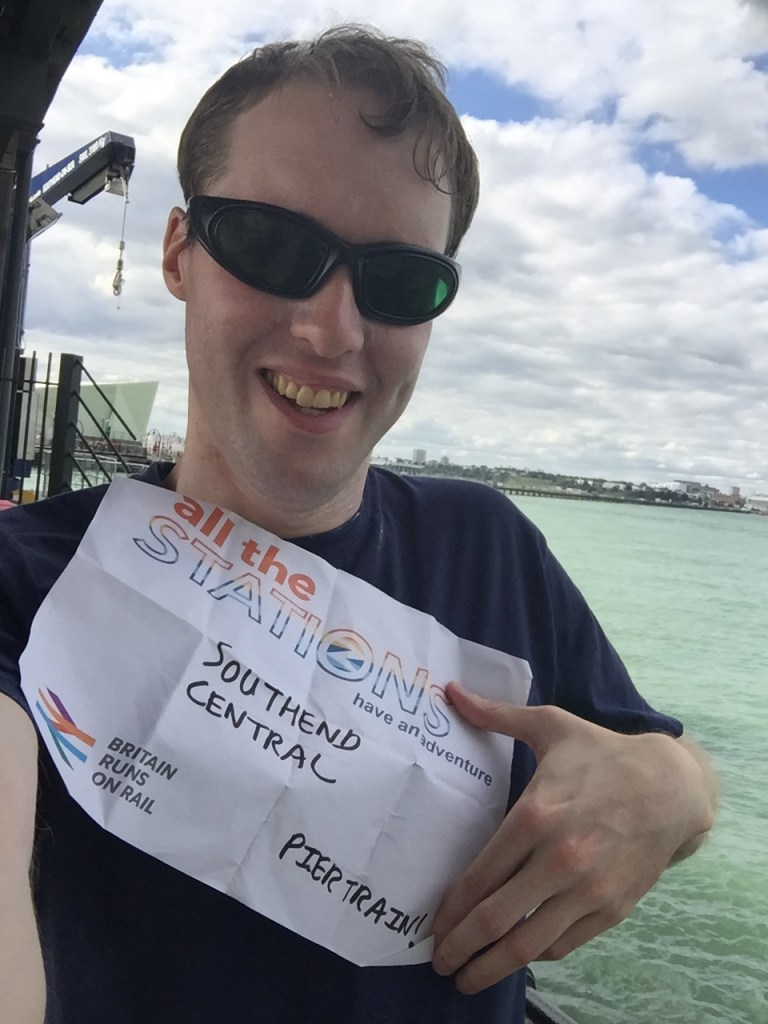 all the
STATIONS
have an adventure
SOUTHEND
CENTRAL
BRITAIN
RUNS
ON RAIL
PIER TRAIN!